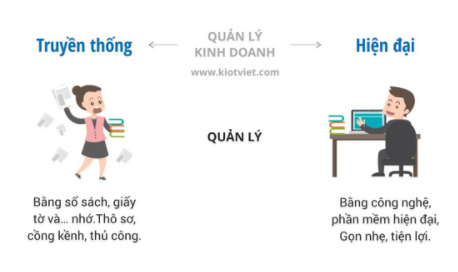 QUẢN LÝ
KINH DOANH
www.kiotviet.com
Truyền thống
Hiện đại
QUẢN LÝ
Bằng sổ sách, giấy
tờ và... nhớ.Thô sơ,
cồng kềnh, thủ công.
Bằng công nghệ,
phần mềm hiện đại,
Gọn nhẹ, tiện lợi.